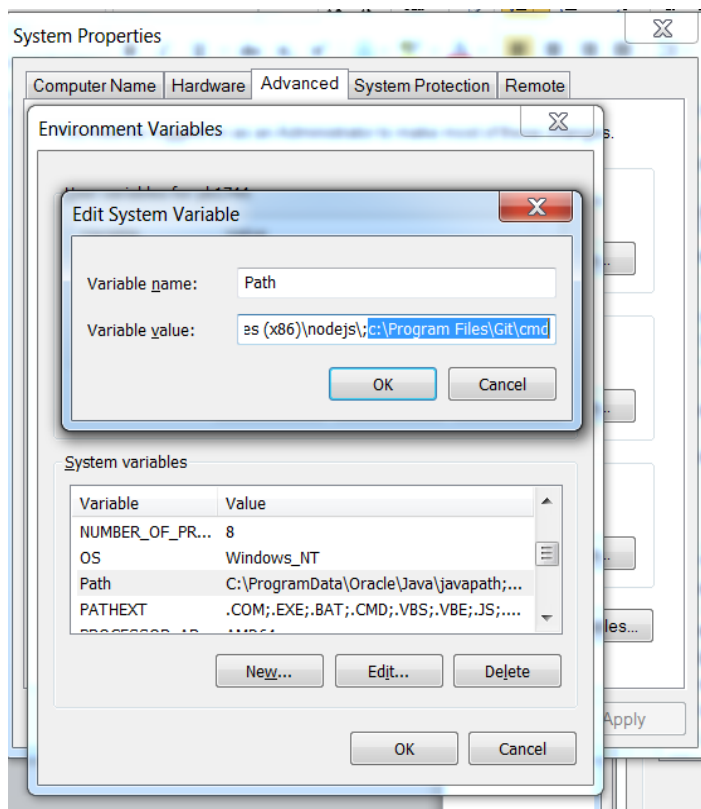 System Properties
Computer Name Hardware Advanced System Protection Remote
Environment Variables
Edit System Variable
Variable name: Path
Variable value: es (x86)\nodejs\;c:\Program Files\Git\cmd
OK Cancel
System variables
Variable Value
NUMBER_OF_PR... 8
OS Windows_NT
Path C:\ProgramData\Oracle\Java\javapath;...
PATHEXT .COM;.EXE;.BAT;.CMD;.VBS;.VBE;.JS;....
AMD64
les...
New... Edit... Delete
Apply
OK Cancel